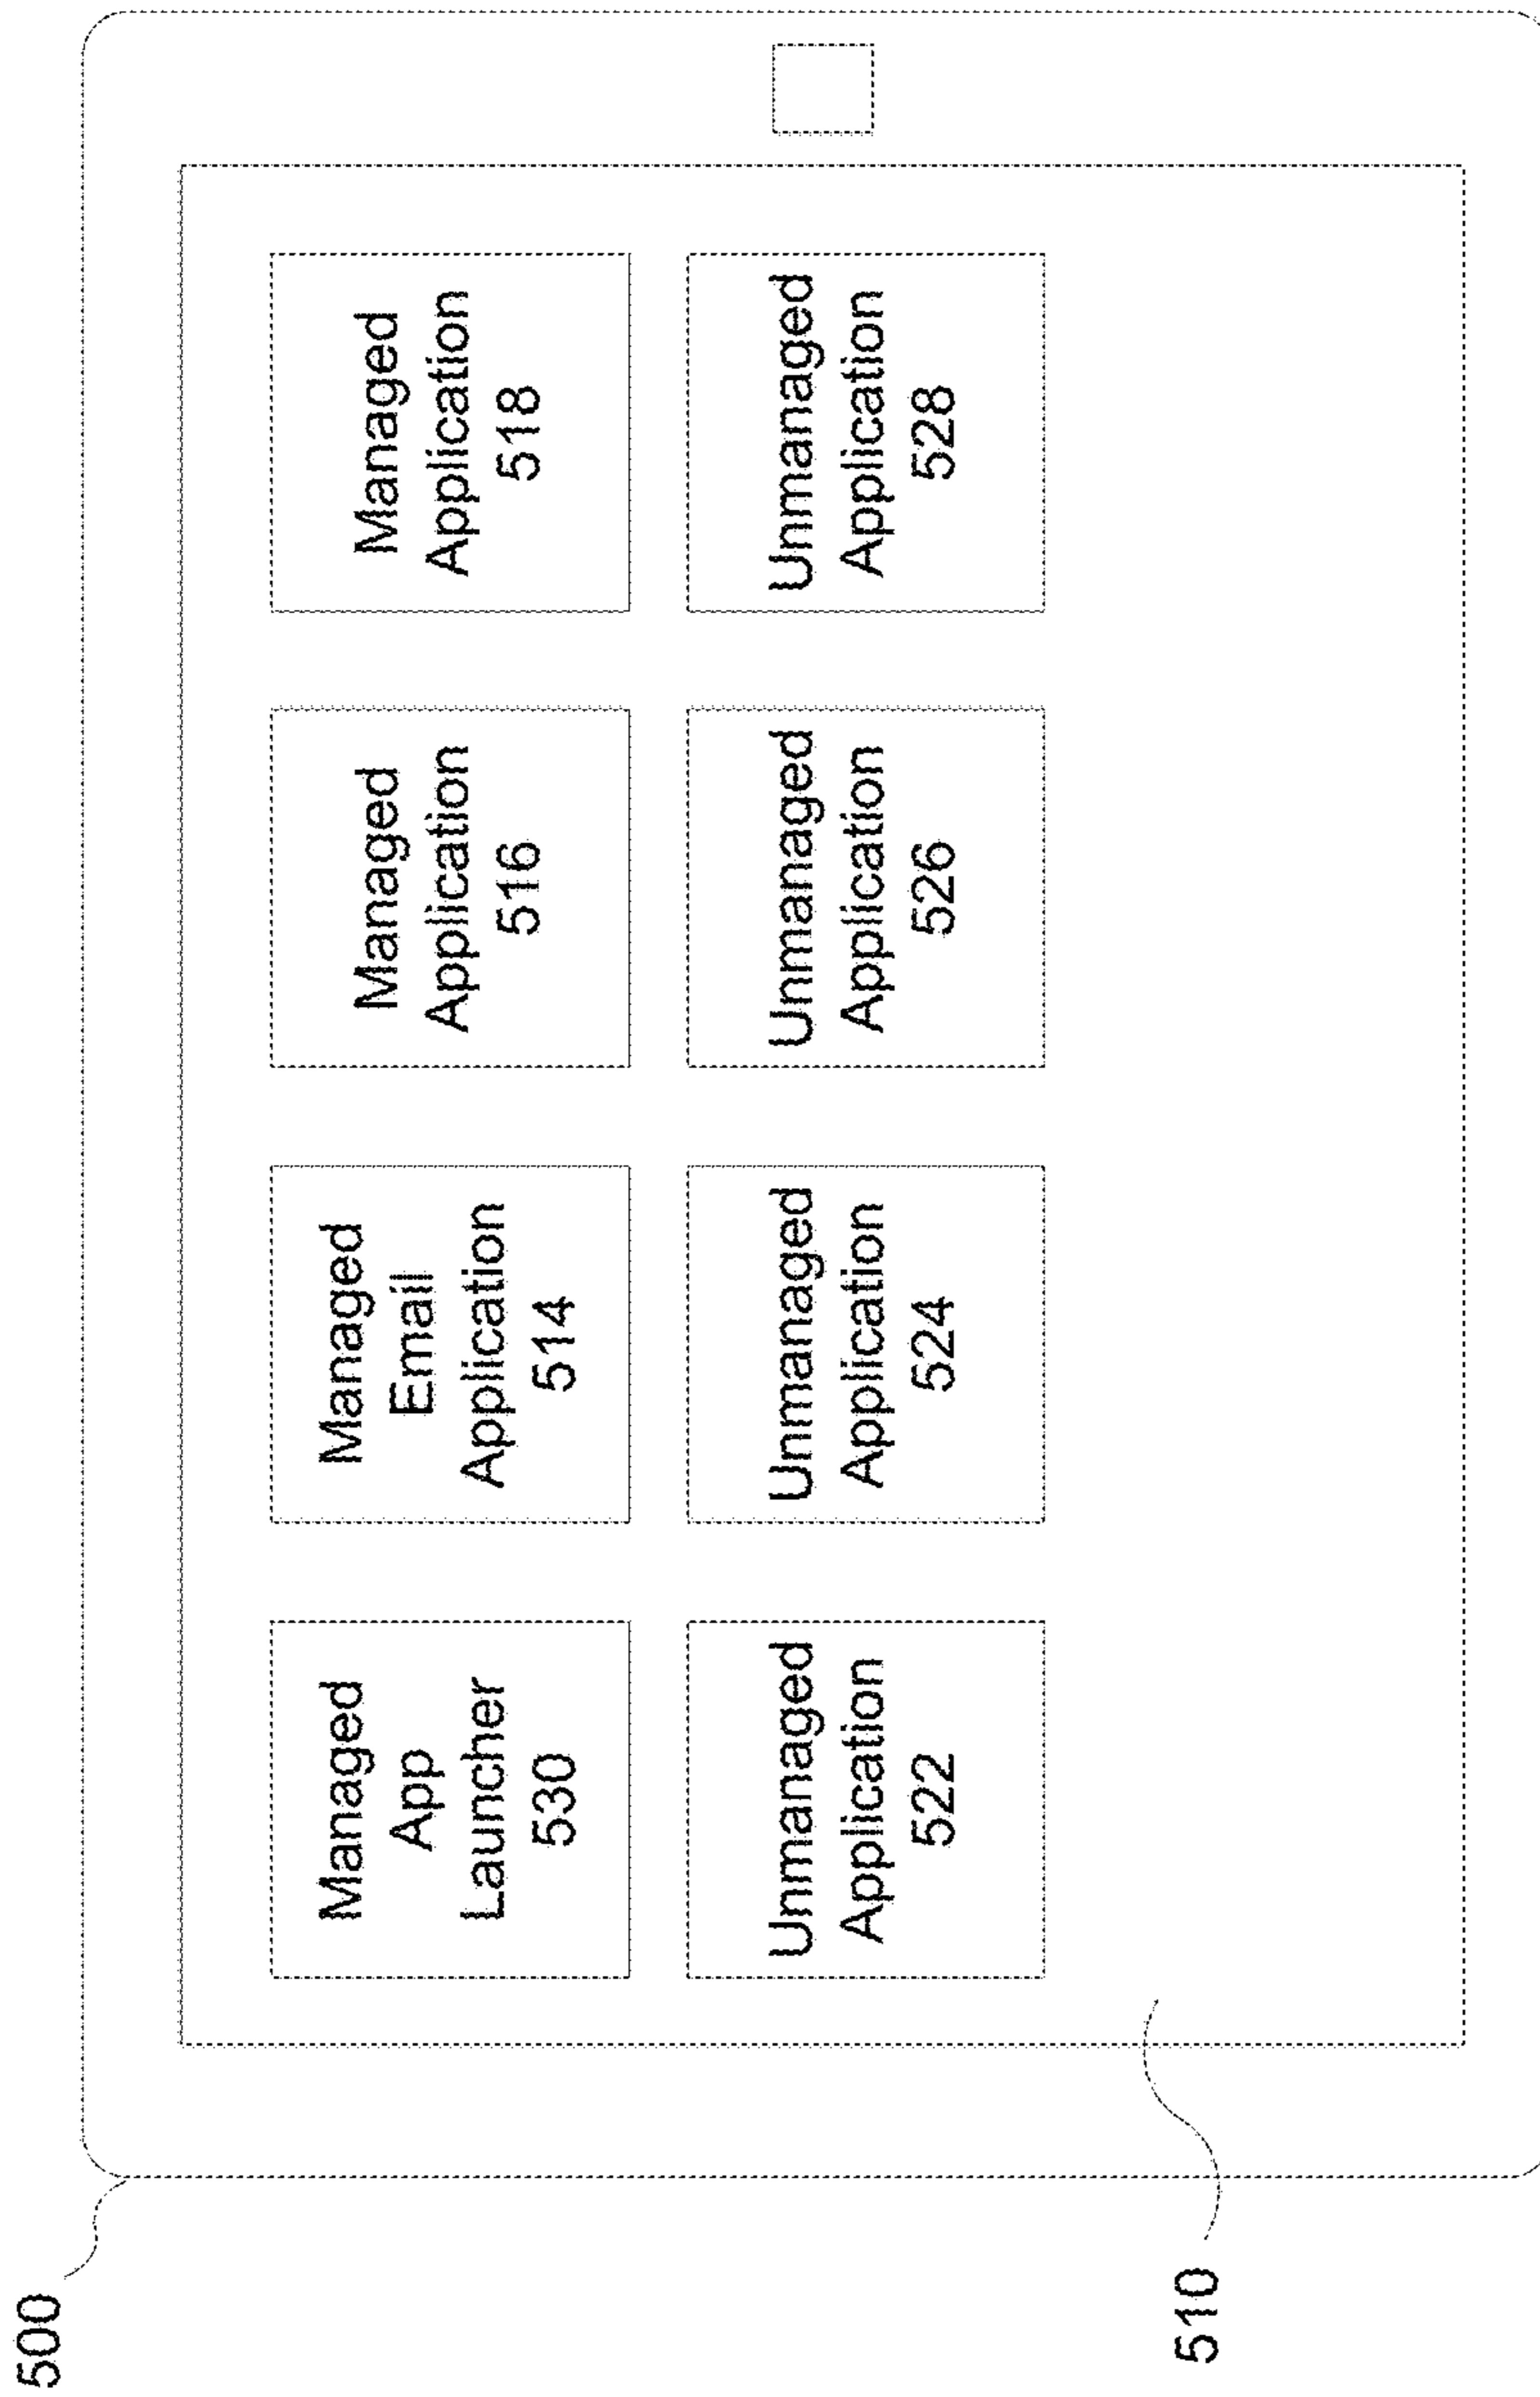 500
Managed
App
Launcher
530
Managed
Email
Application
514
Managed
Application
516
Managed
Application
518
Unmanaged
Application
522
Unmanaged
Application
524
Unmanaged
Application
526
Unmanaged
Application
528
510